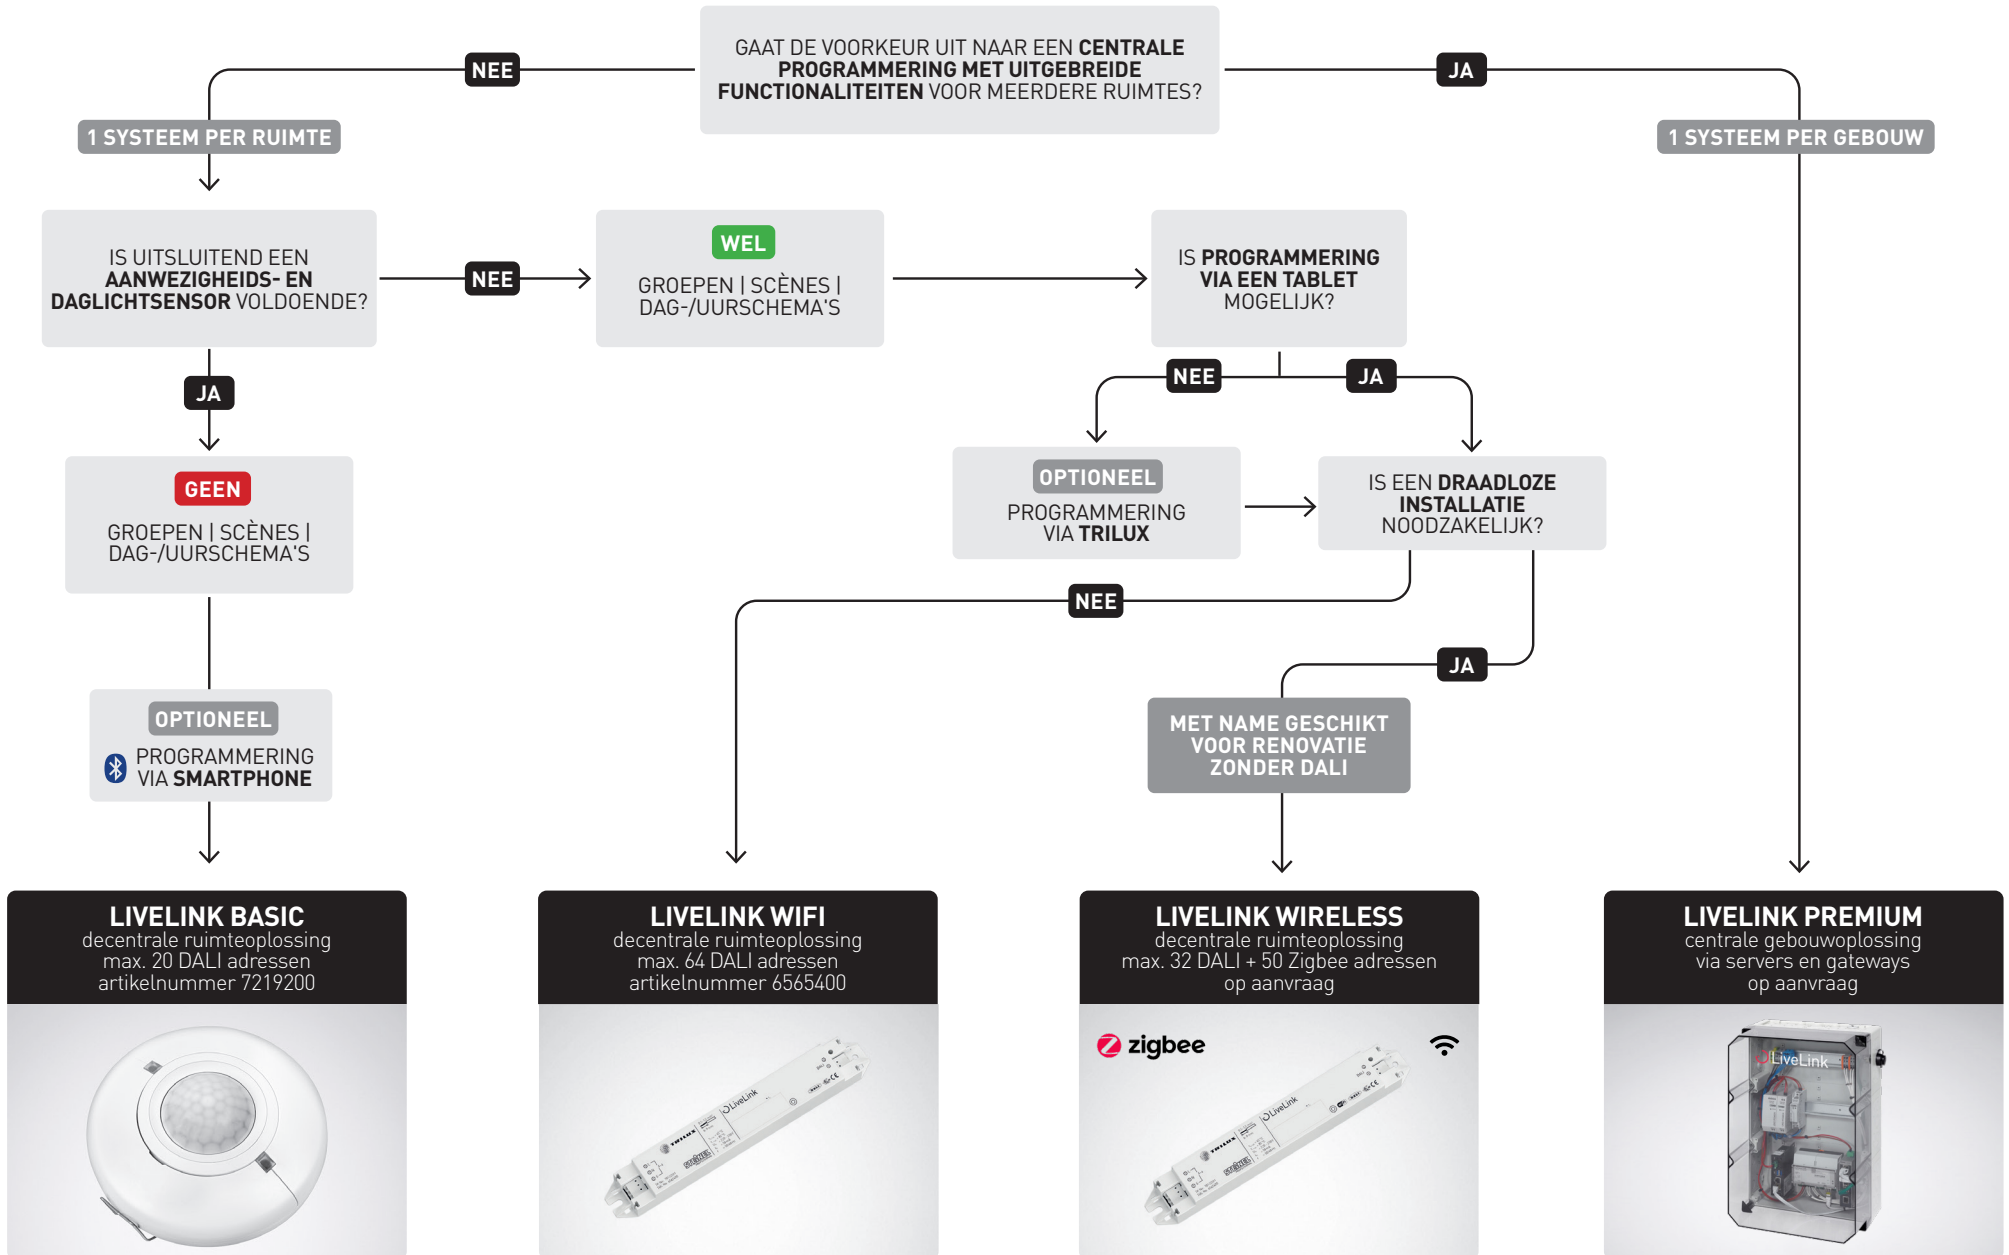 GAAT DE VOORKEUR UIT NAAR EEN CENTRALE
PROGRAMMERING MET UITGEBREIDE
FUNCTIONALITEITEN VOOR MEERDERE RUIMTES?
NEE
JA
1 SYSTEEM PER RUIMTE
1 SYSTEEM PER GEBOUW
IS UITSLUITEND EEN
AANWEZIGHEIDS- EN
DAGLICHTSENSOR VOLDOENDE?
NEE
WEL
GROEPEN | SCÈNES |
DAG-/UURSCHEMA'S
IS PROGRAMMERING
VIA EEN TABLET
MOGELIJK?
JA
NEE
JA
GEEN
GROEPEN | SCÈNES |
DAG-/UURSCHEMA'S
OPTIONEEL
PROGRAMMERING
VIA TRILUX
IS EEN DRAADLOZE
INSTALLATIE
NOODZAKELIJK?
NEE
JA
OPTIONEEL
PROGRAMMERING
VIA SMARTPHONE
MET NAME GESCHIKT
VOOR RENOVATIE
ZONDER DALI
LIVELINK BASIC
decentrale ruimteoplossing
max. 20 DALI adressen
artikelnummer 7219200
LIVELINK WIFI
decentrale ruimteoplossing
max. 64 DALI adressen
artikelnummer 6565400
LIVELINK WIRELESS
decentrale ruimteoplossing
max. 32 DALI + 50 Zigbee adressen
op aanvraag
LIVELINK PREMIUM
centrale gebouwoplossing
via servers en gateways
op aanvraag
LiveLink
TRILUX
STEINEL
zigbee
LiveLink
TRILUX
STEINEL
LiveLink